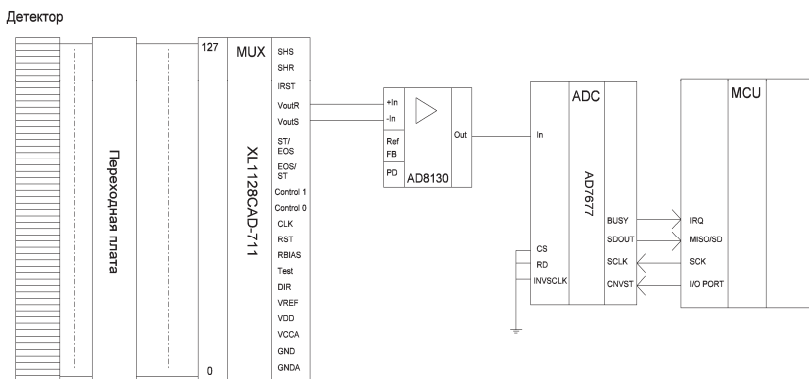 Детектор
Переходная плата
127
0
MUX
XL1128CAD-711
SHS
SHR
IRST
VoutR
VoutS
ST/
EOS
EOS/
ST
Control 1
Control 0
CLK
RST
RBIAS
Test
DIR
VREF
VDD
VCCA
GND
GNDA
+In
-In
Ref
FB
PD
Out
AD8130
ADC
In
AD7677
CS
RD
INVSCLK
BUSY
SDOUT
SCLK
CNVST
MCU
IRQ
MISO/SD
SCK
I/O PORT